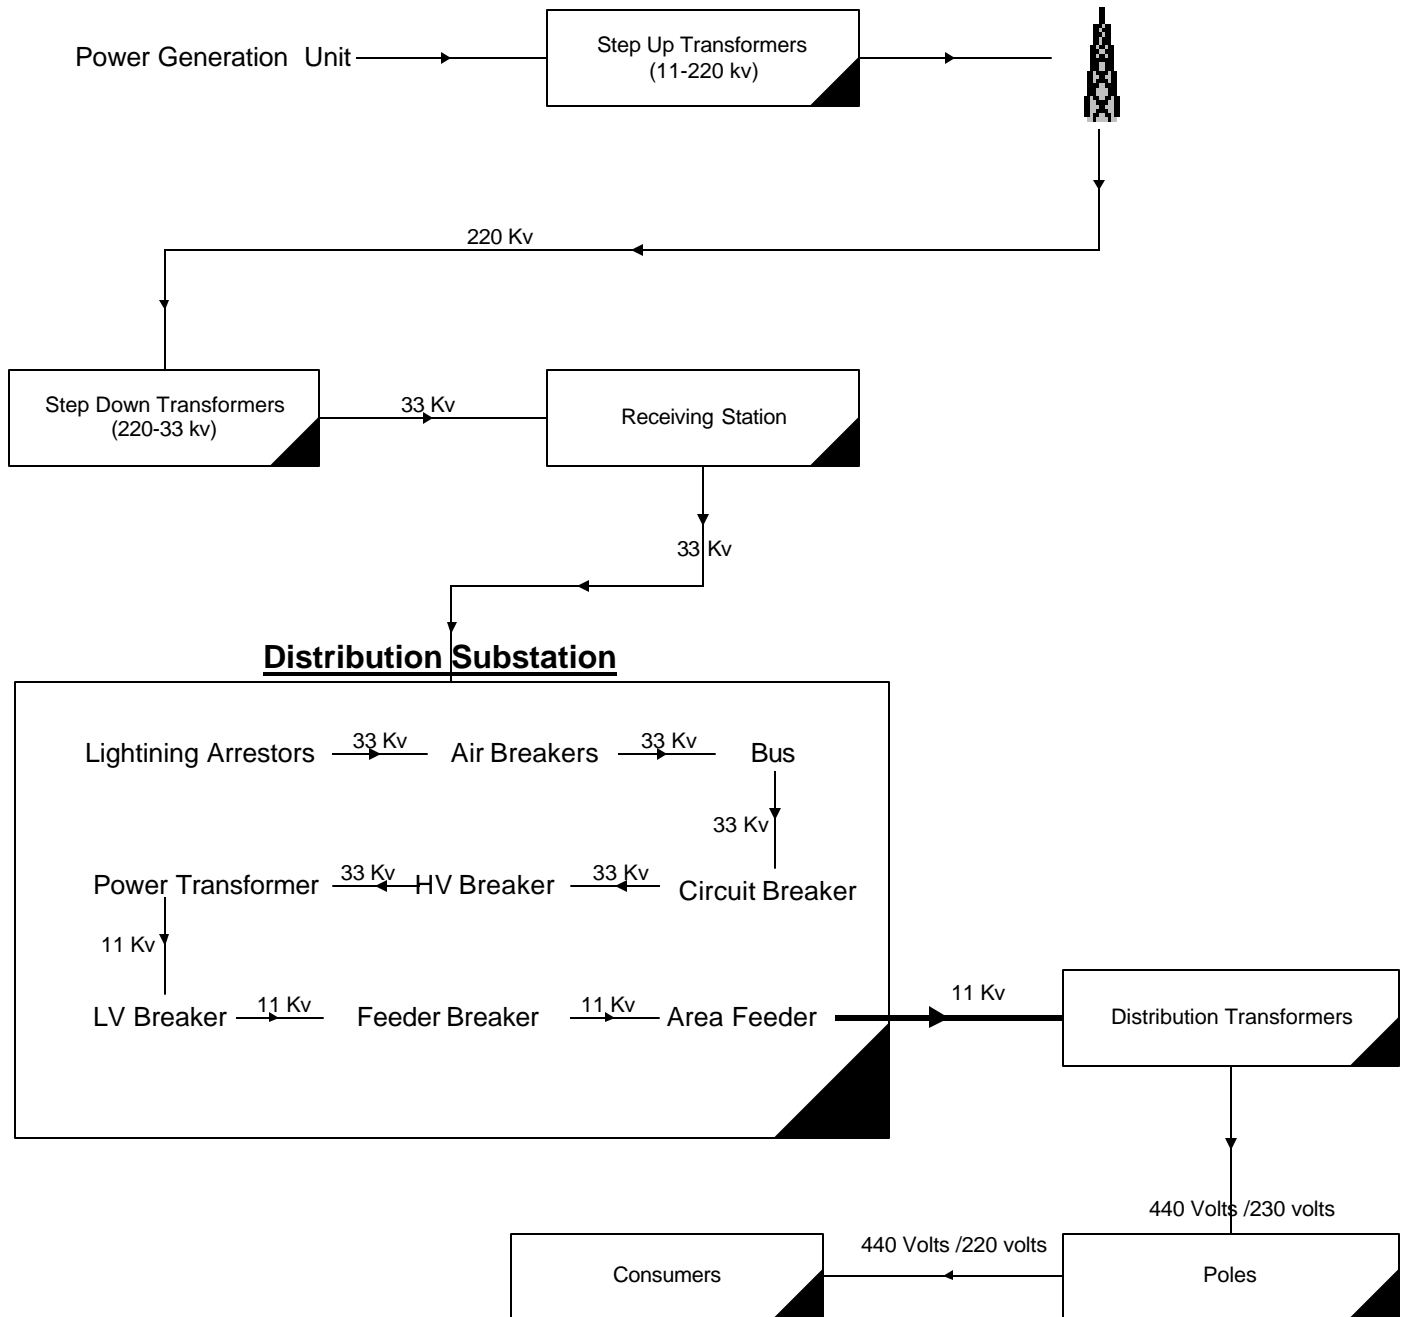 Power Generation Unit
Step Up Transformers
(11-220 kv)
220 Kv
Step Down Transformers
(220-33 kv)
33 Kv
Receiving Station
33 Kv
Distribution Substation
Lightining Arrestors
33 Kv
Air Breakers
33 Kv
Bus
33 Kv
Power Transformer
33 Kv
HV Breaker
33 Kv
Circuit Breaker
11 Kv
LV Breaker
11 Kv
Feeder Breaker
11 Kv
Area Feeder
11 Kv
Distribution Transformers
440 Volts /230 volts
440 Volts /220 volts
Consumers
Poles